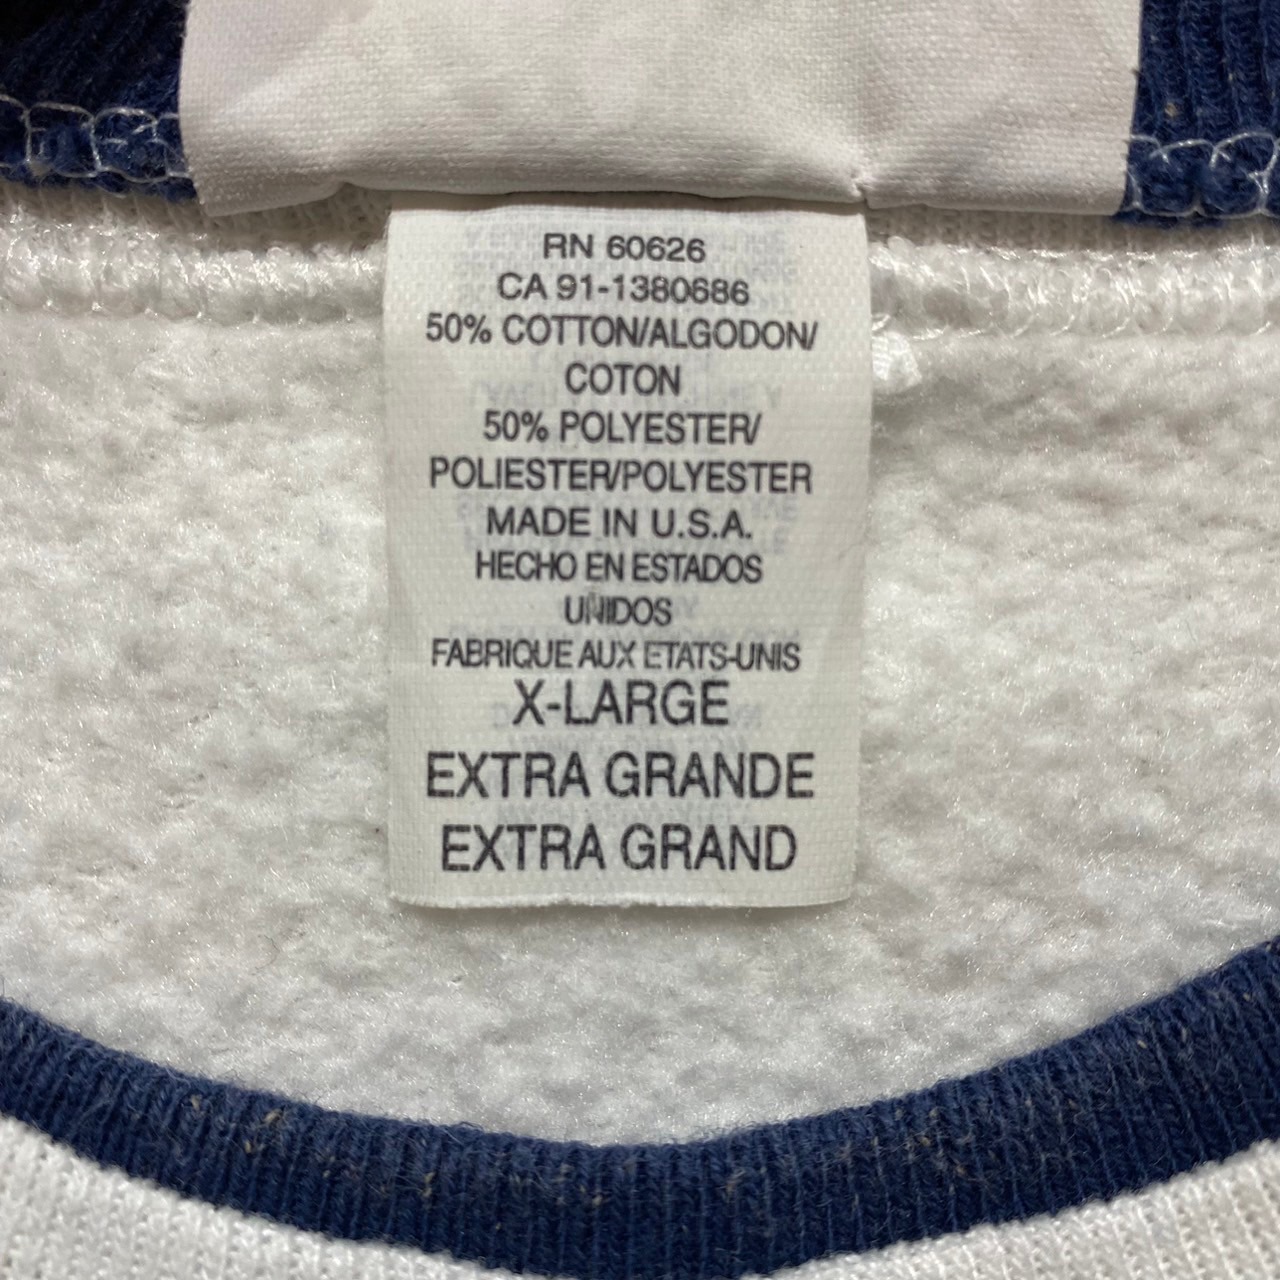 RN 60626
CA 91-1380686
50% COTTON/ALGODON/
COTON
50% POLYESTER/
POLIESTER/POLYESTER
MADE IN U.S.A.
HECHO EN ESTADOS
UNIDOS
FABRIQUE AUX ETATS-UNIS
X-LARGE
EXTRA GRANDE
EXTRA GRAND